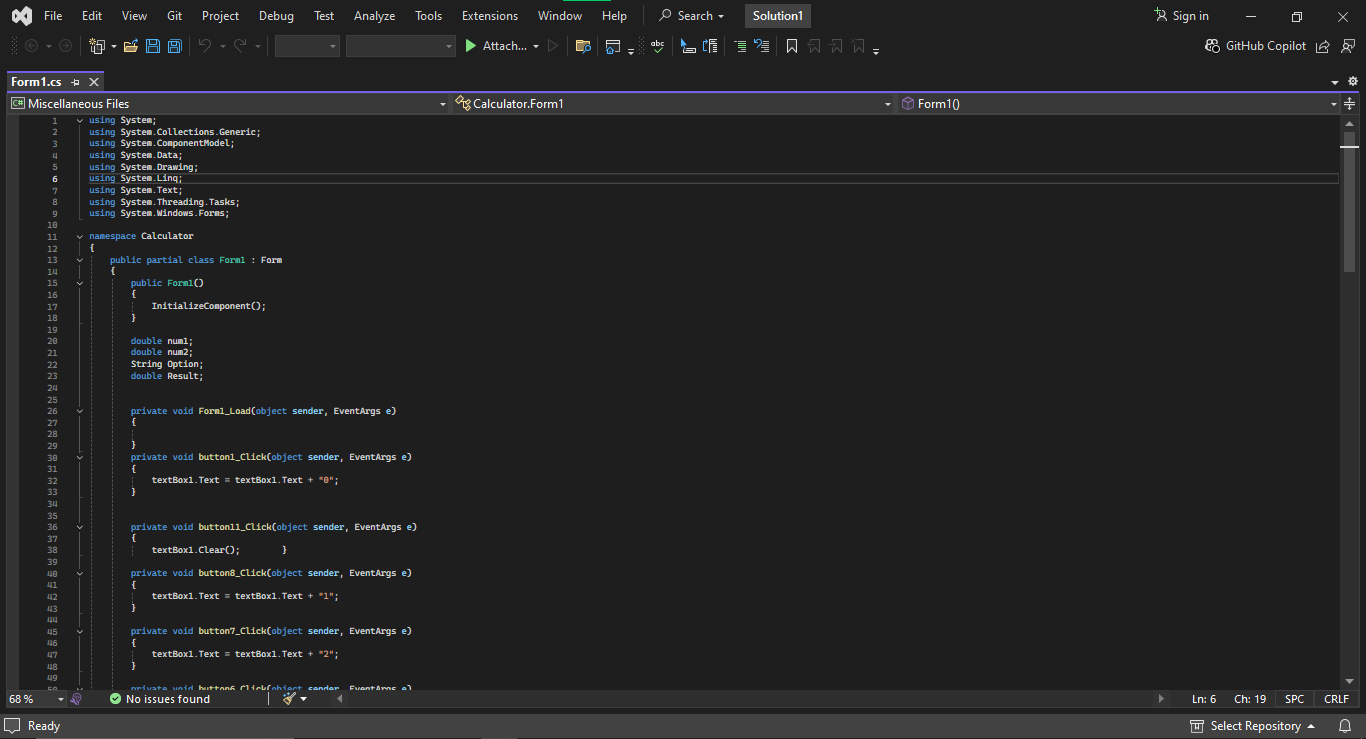 File Edit View Git Project Debug Test Analyze Tools Extensions Window Help Search Solution1 Sign in
Attach... abc GitHub Copilot
Form1.cs
C# Miscellaneous Files Calculator.Form1 Form1()
1 using System;
2 using System.Collections.Generic;
3 using System.ComponentModel;
4 using System.Data;
5 using System.Drawing;
6 using System.Linq;
7 using System.Text;
8 using System.Threading.Tasks;
9 using System.Windows.Forms;
10
11 namespace Calculator
12 {
13 public partial class Form1 : Form
14 {
15 public Form1()
16 {
17 InitializeComponent();
18 }
19
20 double num1;
21 double num2;
22 String Option;
23 double Result;
24
25
26 private void Form1_Load(object sender, EventArgs e)
27 {
28
29 }
30 private void button1_Click(object sender, EventArgs e)
31 {
32 textBox1.Text = textBox1.Text + "0";
33 }
34
35
36 private void button11_Click(object sender, EventArgs e)
37 {
38 textBox1.Clear(); }
39
40 private void button8_Click(object sender, EventArgs e)
41 {
42 textBox1.Text = textBox1.Text + "1";
43 }
44
45 private void button7_Click(object sender, EventArgs e)
46 {
47 textBox1.Text = textBox1.Text + "2";
48 }
49
50 private void button6_Click(object sender, EventArgs e)
68 % No issues found Ln: 6 Ch: 19 SPC CRLF
Ready Select Repository